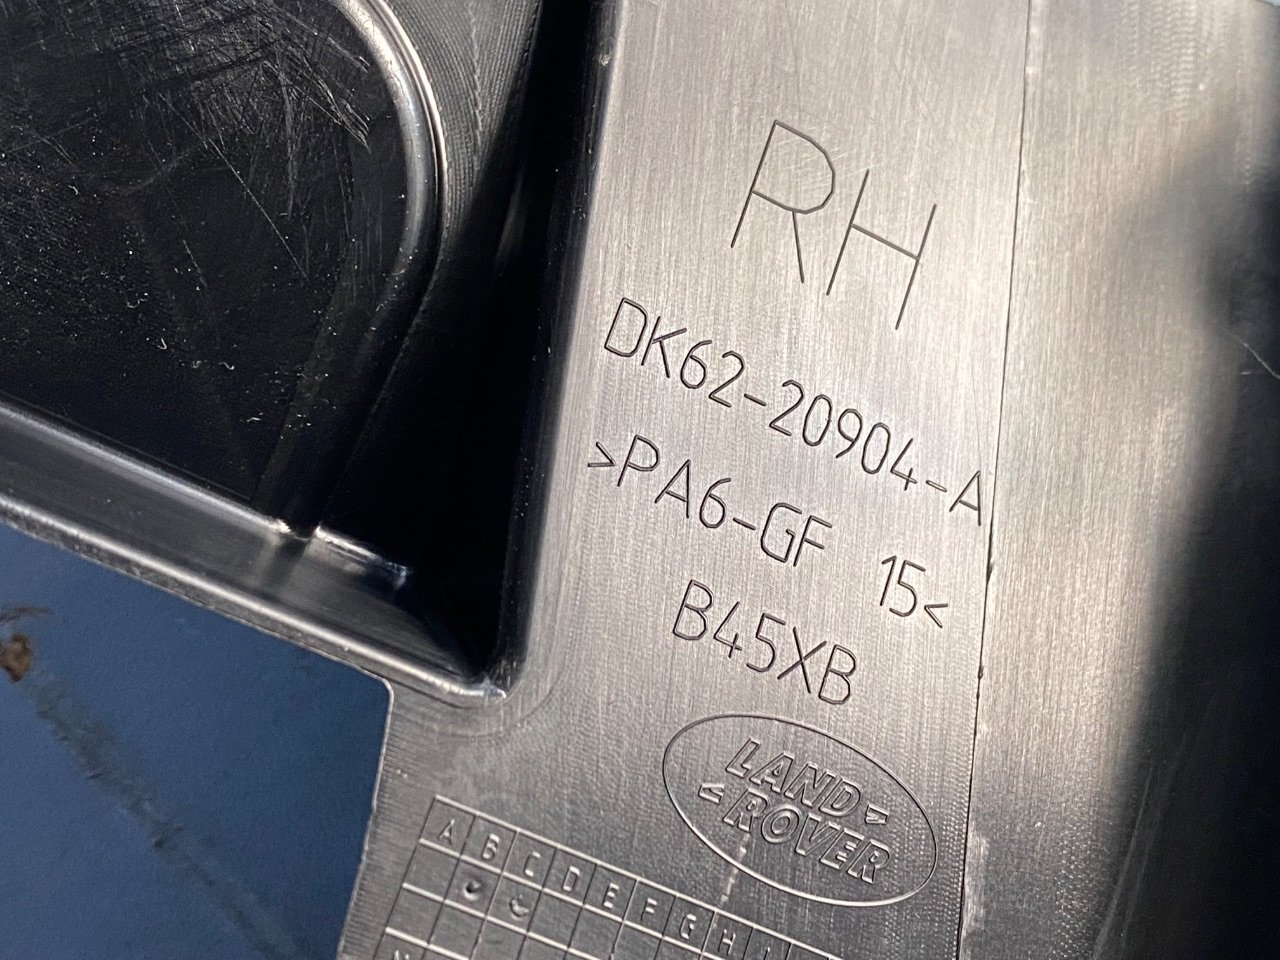 RH
DK62-20904-A
>PA6-GF 15<
B45XB
LAND
ROVER
A B C D E F G H